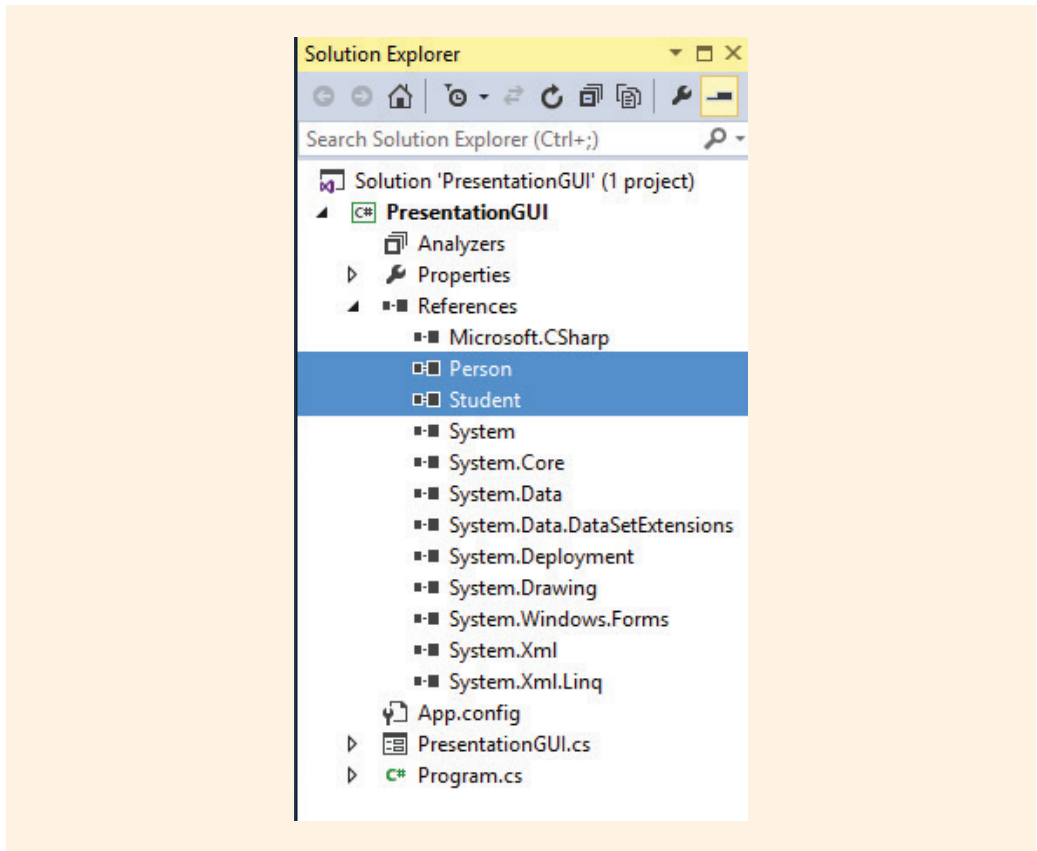 Solution Explorer
Search Solution Explorer (Ctrl+;)
Solution 'PresentationGUI' (1 project)
C# PresentationGUI
Analyzers
Properties
References
Microsoft.CSharp
Person
Student
System
System.Core
System.Data
System.Data.DataSetExtensions
System.Deployment
System.Drawing
System.Windows.Forms
System.Xml
System.Xml.Linq
App.config
PresentationGUI.cs
C# Program.cs